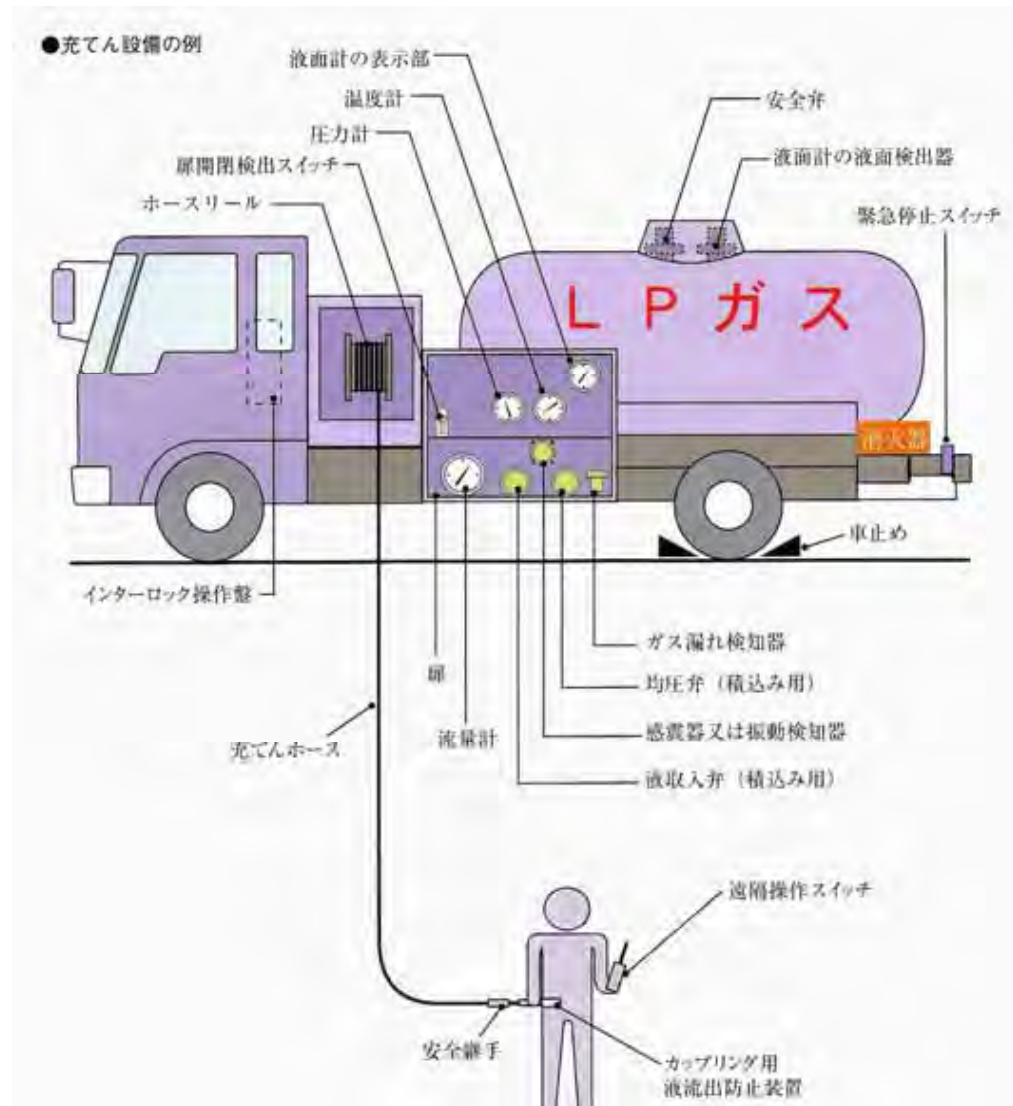 ●充てん設備の例
液面計の表示部
温度計
圧力計
扉開閉検出スイッチ
ホースリール
安全弁
液面計の液面検出器
緊急停止スイッチ
LPガス
消火器
車止め
インターロック操作盤
扉
流量計
充てんホース
ガス漏れ検知器
均圧弁（積込み用）
感震器又は振動検知器
液取入弁（積込み用）
遠隔操作スイッチ
安全継手
カップリング用
液流出防止装置